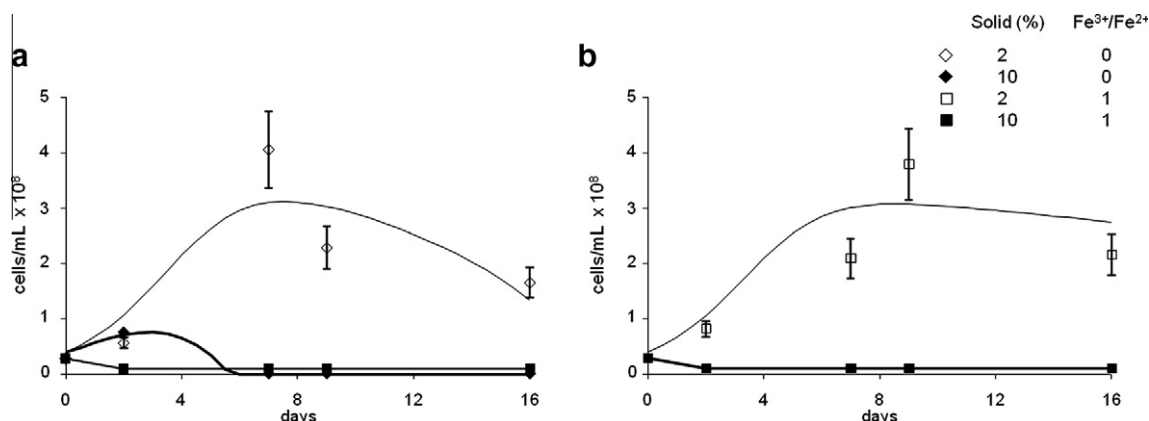 Solid (%) Fe³⁺/Fe²⁺
◇ 2 0
◆ 10 0
□ 2 1
■ 10 1
a
5
4
3
2
1
0
cells/mL x 10⁸
0 4 8 12 16
days
b
5
4
3
2
1
0
cells/mL x 10⁸
0 4 8 12 16
days